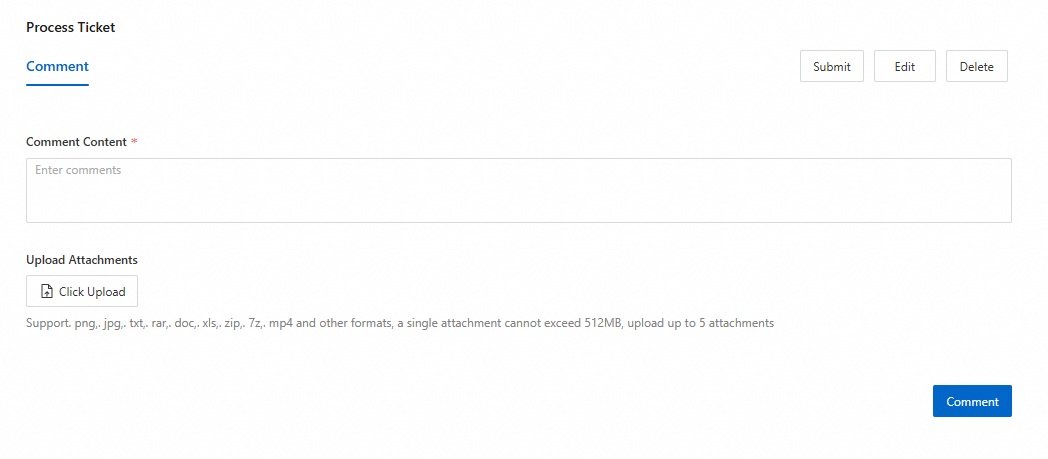 Process Ticket
Comment
Submit Edit Delete
Comment Content *
Enter comments
Upload Attachments
Click Upload
Support. png,. jpg,. txt,. rar,. doc,. xls,. zip,. 7z,. mp4 and other formats, a single attachment cannot exceed 512MB, upload up to 5 attachments
Comment